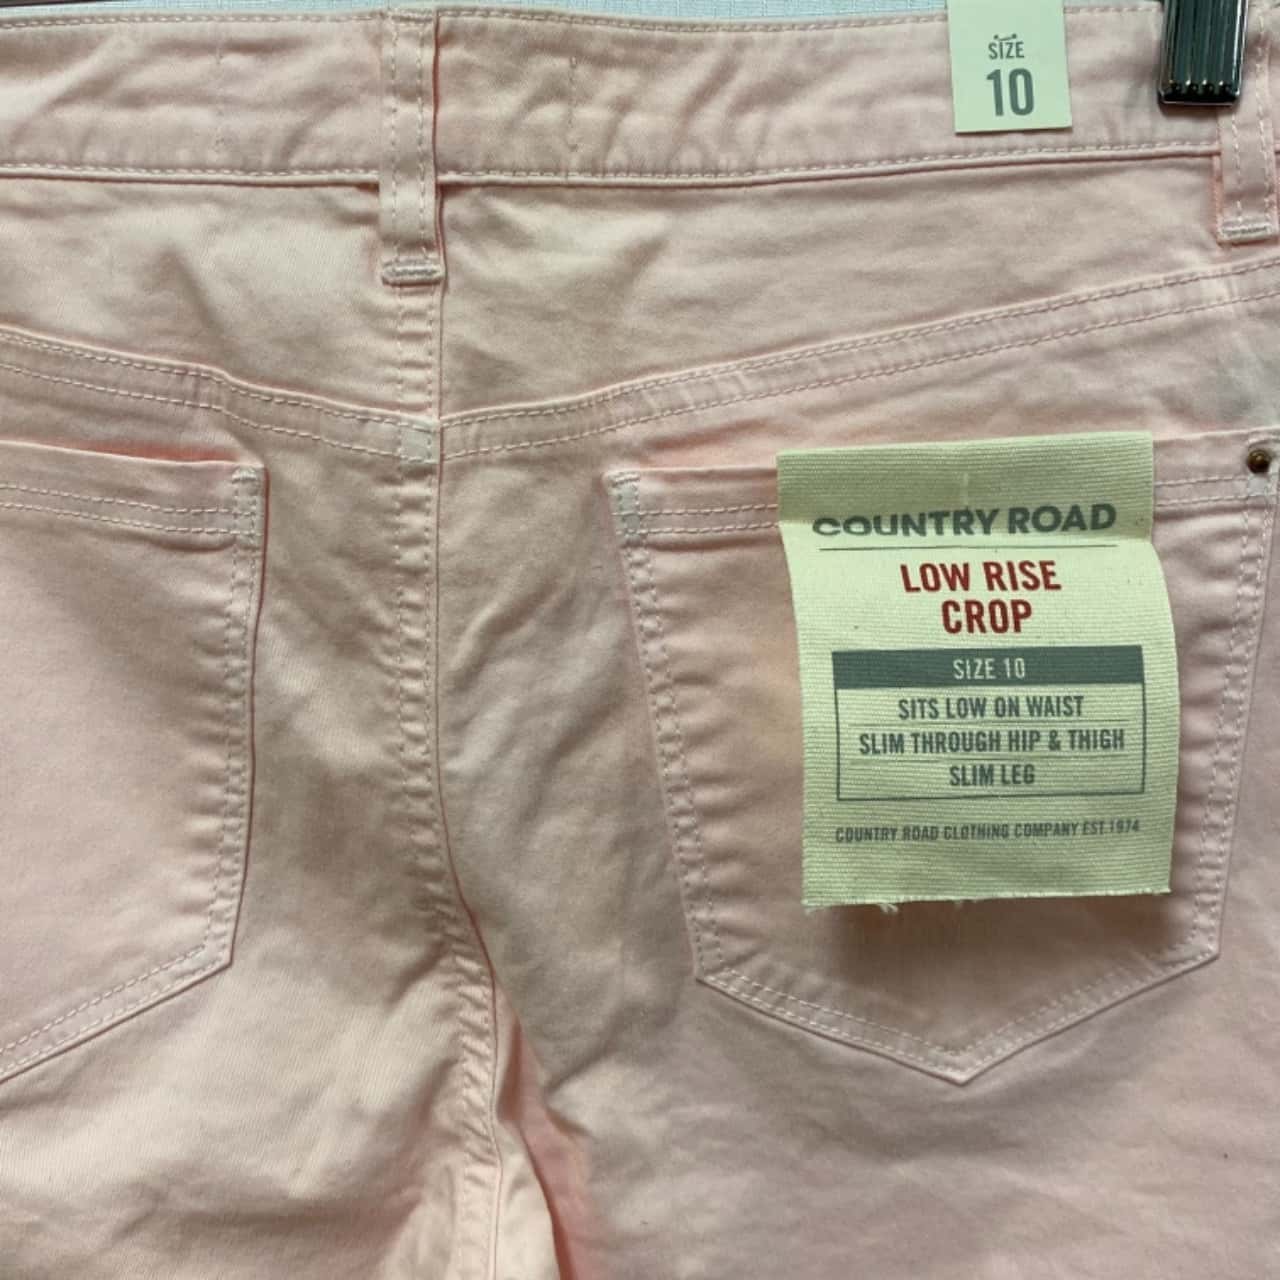 SIZE
10
COUNTRY ROAD
LOW RISE
CROP
SIZE 10
SITS LOW ON WAIST
SLIM THROUGH HIP & THIGH
SLIM LEG
COUNTRY ROAD CLOTHING COMPANY EST.1974